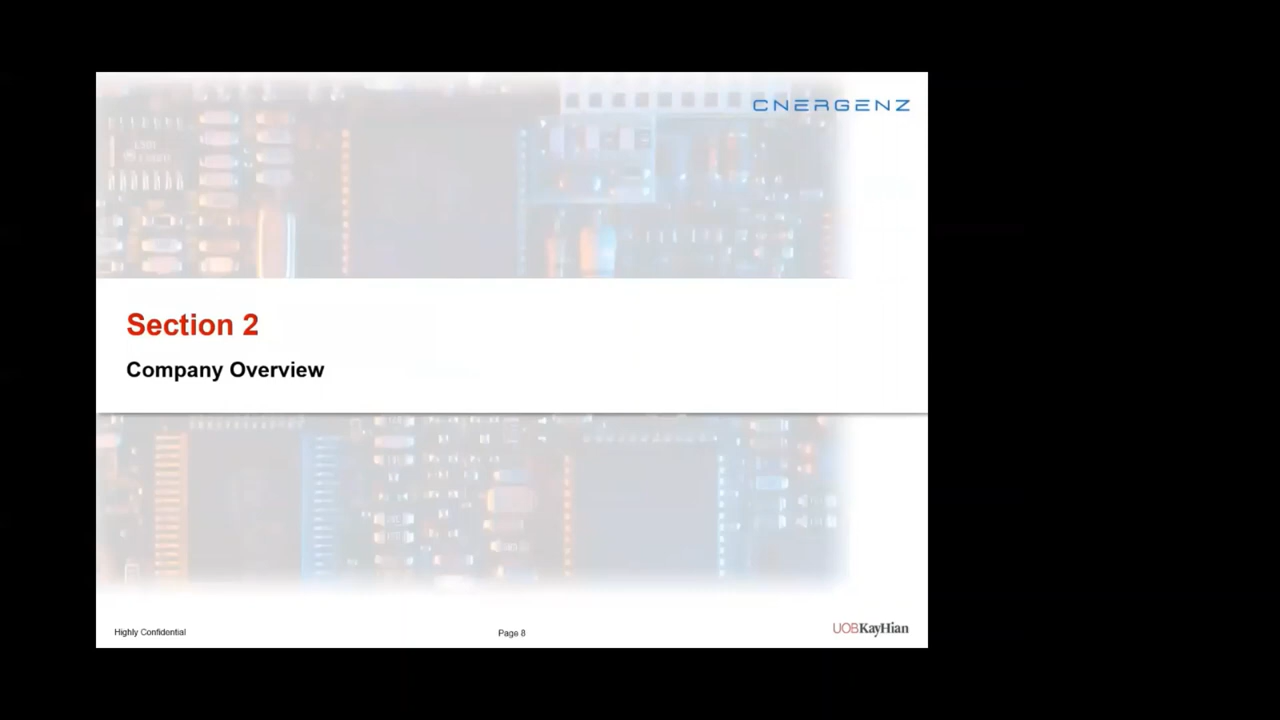 CNERGENZ
Section 2
Company Overview
Highly Confidential
Page 8
UOBKayHian